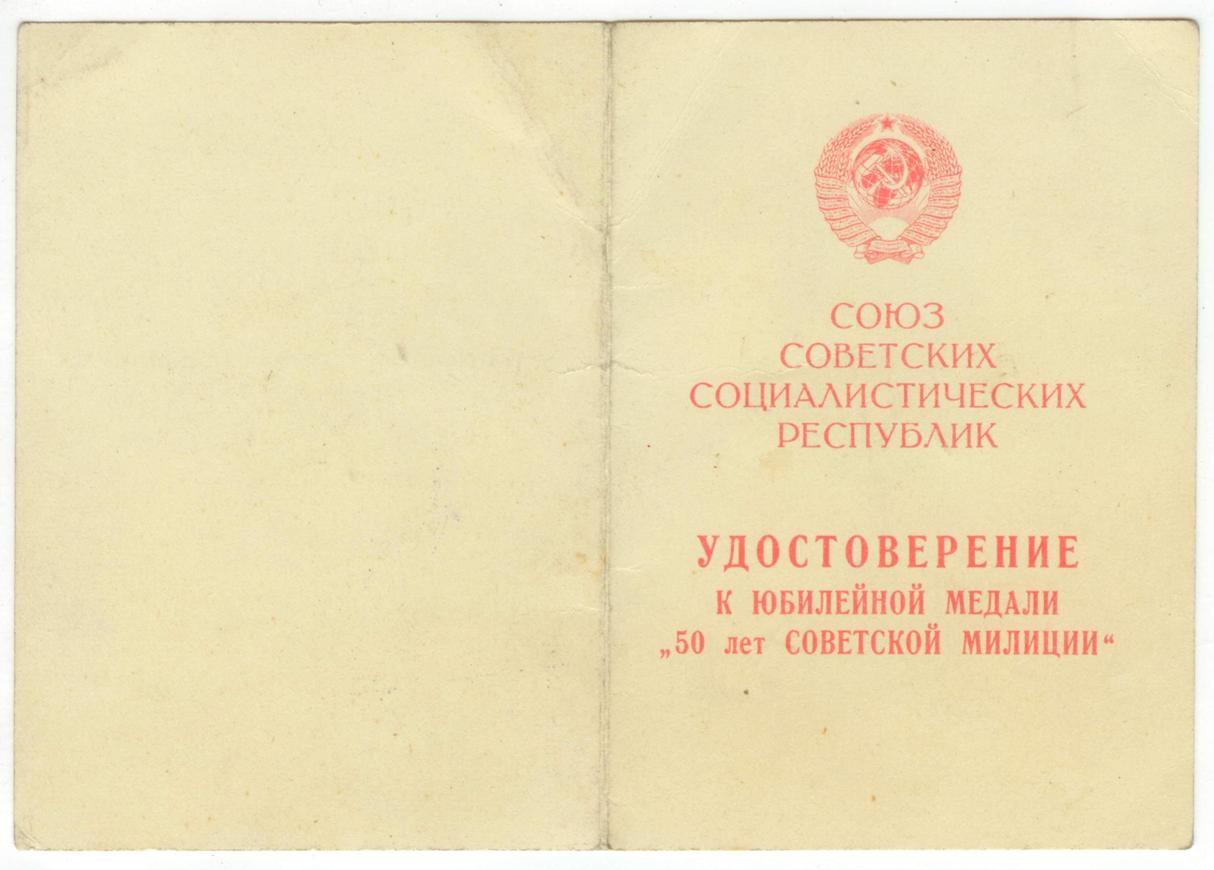 СОЮЗ
СОВЕТСКИХ
СОЦИАЛИСТИЧЕСКИХ
РЕСПУБЛИК
УДОСТОВЕРЕНИЕ
К ЮБИЛЕЙНОЙ МЕДАЛИ
„50 лет СОВЕТСКОЙ МИЛИЦИИ“